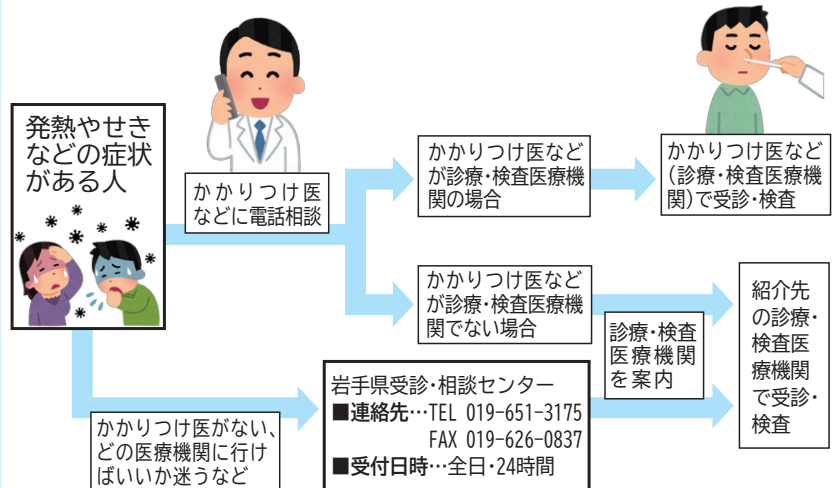 発熱やせき
などの症状
がある人
かかりつけ医
などに電話相談
かかりつけ医など
が診療・検査医療機
関の場合
かかりつけ医など
(診療・検査医療機
関)で受診・検査
かかりつけ医など
が診療・検査医療機
関でない場合
診療・検査
医療機関
を案内
紹介先
の診療・
検査医
療機関
で受診・
検査
かかりつけ医がない、
どの医療機関に行け
ばいいか迷うなど
岩手県受診・相談センター
■連絡先…TEL 019-651-3175
FAX 019-626-0837
■受付日時…全日・24時間